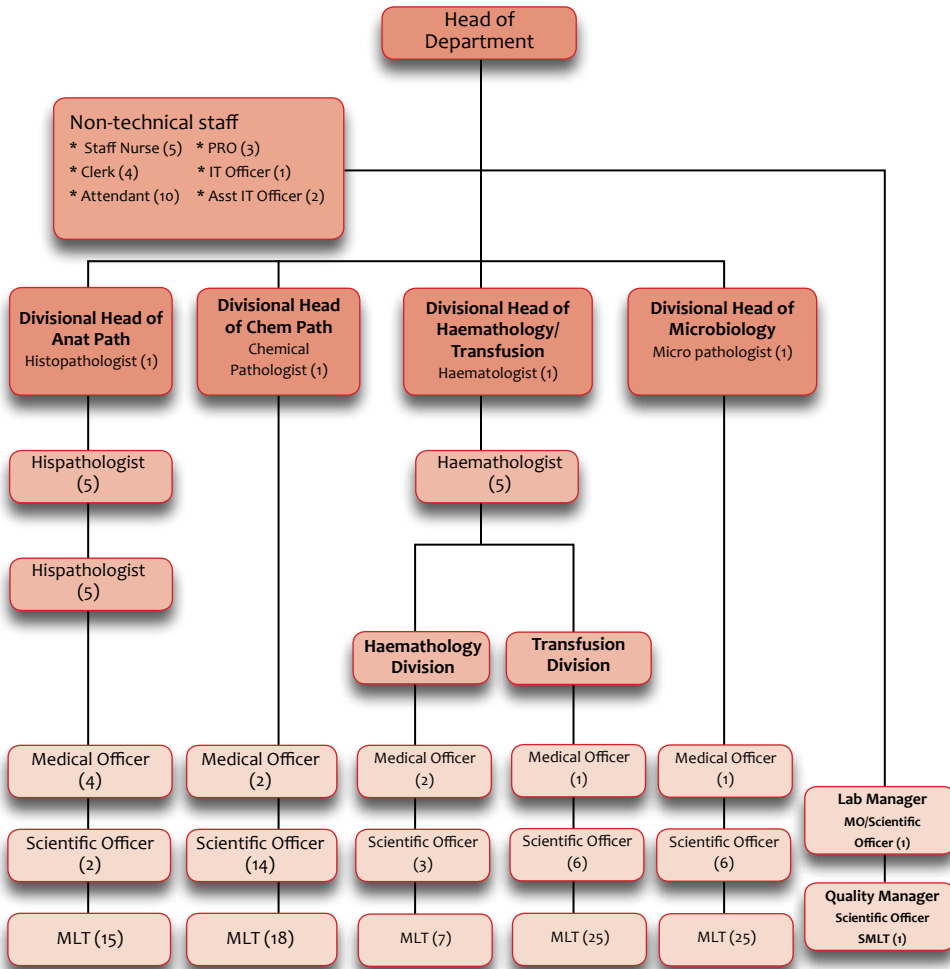 Head of
Department
Non-technical staff
* Staff Nurse (5) * PRO (3)
* Clerk (4) * IT Officer (1)
* Attendant (10) * Asst IT Officer (2)
Divisional Head of
Anat Path
Histopathologist (1)
Divisional Head
of Chem Path
Chemical
Pathologist (1)
Divisional Head of
Haemathology/
Transfusion
Haematologist (1)
Divisional Head of
Microbiology
Micro pathologist (1)
Hispathologist
(5)
Haemathologist
(5)
Hispathologist
(5)
Haemathology
Division
Transfusion
Division
Medical Officer
(4)
Medical Officer
(2)
Medical Officer
(2)
Medical Officer
(1)
Medical Officer
(1)
Lab Manager
MO/Scientific
Officer (1)
Scientific Officer
(2)
Scientific Officer
(14)
Scientific Officer
(3)
Scientific Officer
(6)
Scientific Officer
(6)
Quality Manager
Scientific Officer
SMLT (1)
MLT (15)
MLT (18)
MLT (7)
MLT (25)
MLT (25)